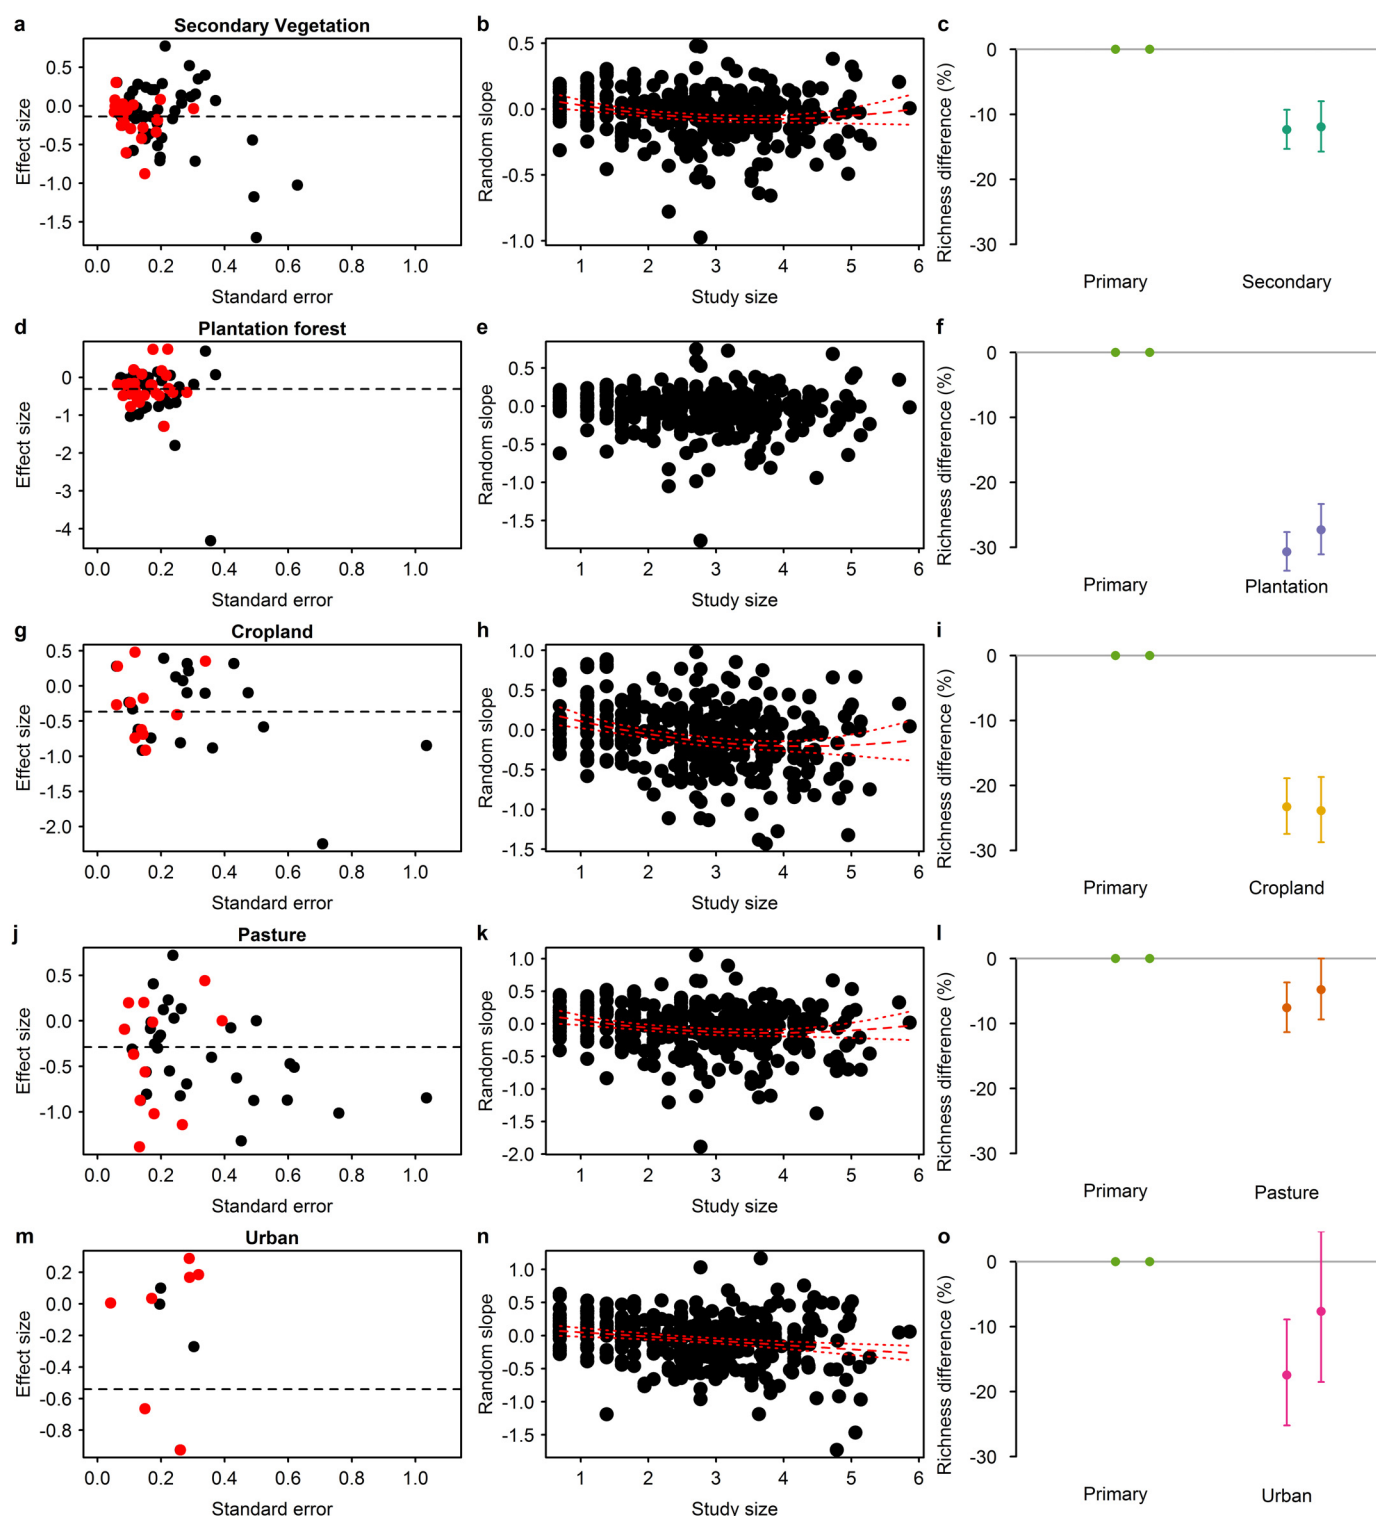 a Secondary Vegetation b c
Effect size
0.5
0.0
-0.5
-1.0
-1.5
0.0 0.2 0.4 0.6 0.8 1.0
Standard error
Random slope
0.5
0.0
-0.5
-1.0
1 2 3 4 5 6
Study size
Richness difference (%)
0
-10
-20
-30
Primary Secondary
d Plantation forest e f
Effect size
0
-1
-2
-3
-4
0.0 0.2 0.4 0.6 0.8 1.0
Standard error
Random slope
0.5
0.0
-0.5
-1.0
-1.5
1 2 3 4 5 6
Study size
Richness difference (%)
0
-10
-20
-30
Primary Plantation
g Cropland h i
Effect size
0.5
0.0
-0.5
-1.0
-1.5
-2.0
0.0 0.2 0.4 0.6 0.8 1.0
Standard error
Random slope
1.0
0.5
0.0
-0.5
-1.0
-1.5
1 2 3 4 5 6
Study size
Richness difference (%)
0
-10
-20
-30
Primary Cropland
j Pasture k l
Effect size
0.5
0.0
-0.5
-1.0
0.0 0.2 0.4 0.6 0.8 1.0
Standard error
Random slope
1.0
0.5
0.0
-0.5
-1.0
-1.5
-2.0
1 2 3 4 5 6
Study size
Richness difference (%)
0
-10
-20
-30
Primary Pasture
m Urban n o
Effect size
0.2
0.0
-0.2
-0.4
-0.6
-0.8
0.0 0.2 0.4 0.6 0.8 1.0
Standard error
Random slope
1.0
0.5
0.0
-0.5
-1.0
-1.5
1 2 3 4 5 6
Study size
Richness difference (%)
0
-10
-20
-30
Primary Urban